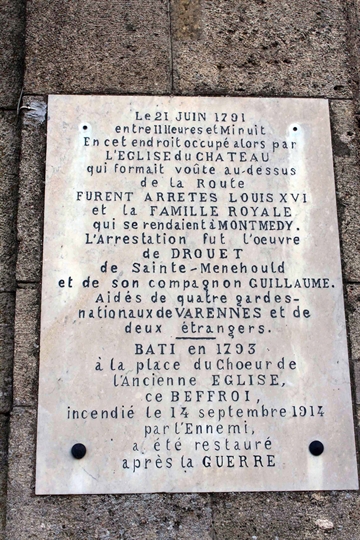 Le 21 JUIN 1791
entre 11 Heures et Minuit
En cet endroit occupé alors par
L'EGLISE du CHATEAU
qui formait voûte au-dessus
de la Route
FURENT ARRETES LOUIS XVI
et la FAMILLE ROYALE
qui se rendaient à MONTMEDY.
L'Arrestation fut l'oeuvre
de DROUET
de Sainte-Menehould
et de son compagnon GUILLAUME.
Aidés de quatre gardes-
nationaux de VARENNES et de
deux étrangers.
BATI en 1793
à la place du Choeur de
l'Ancienne EGLISE,
ce BEFFROI,
incendié le 14 septembre 1914
par l'Ennemi,
a été restauré
après la GUERRE